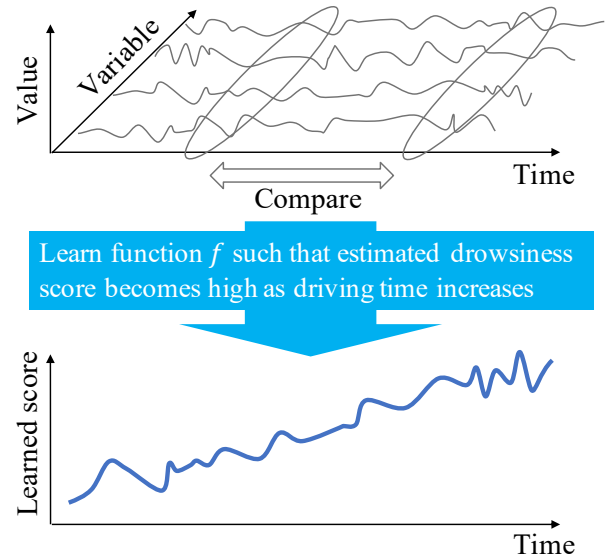 Value
Variable
Time
Compare
Learn function f such that estimated drowsiness
score becomes high as driving time increases
Learned score
Time